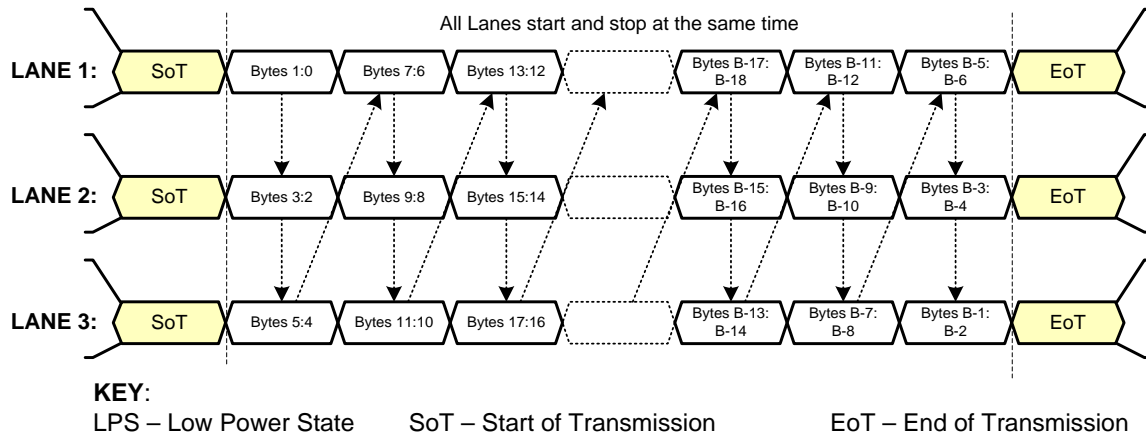 All Lanes start and stop at the same time
LANE 1:
SoT
Bytes 1:0
Bytes 7:6
Bytes 13:12
Bytes B-17:
B-18
Bytes B-11:
B-12
Bytes B-5:
B-6
EoT
LANE 2:
SoT
Bytes 3:2
Bytes 9:8
Bytes 15:14
Bytes B-15:
B-16
Bytes B-9:
B-10
Bytes B-3:
B-4
EoT
LANE 3:
SoT
Bytes 5:4
Bytes 11:10
Bytes 17:16
Bytes B-13:
B-14
Bytes B-7:
B-8
Bytes B-1:
B-2
EoT
KEY:
LPS – Low Power State SoT – Start of Transmission EoT – End of Transmission